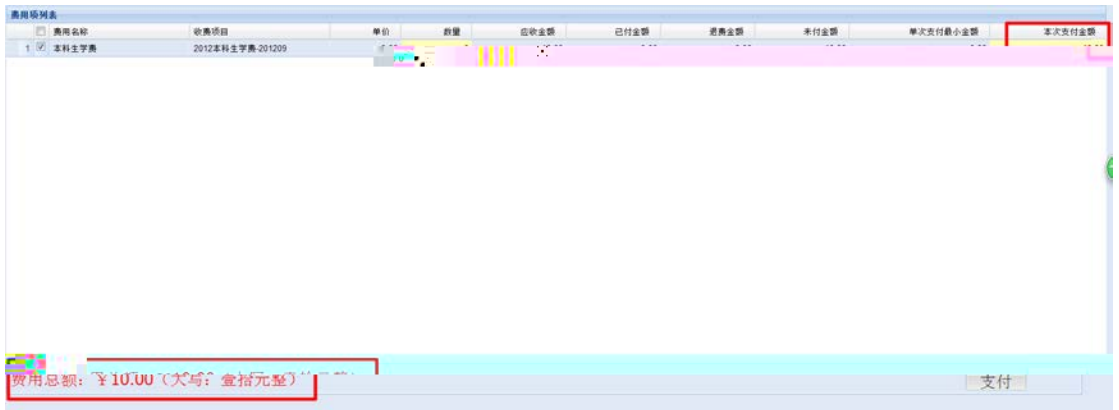 费用项列表
费用名称 收费项目 单价 数量 应收金额 已付金额 退费金额 未付金额 单次支付最小金额 本次支付金额
1 本科生学费 2012本科生学费-201209
费用总额：￥10.00（大写：壹拾元整）
支付